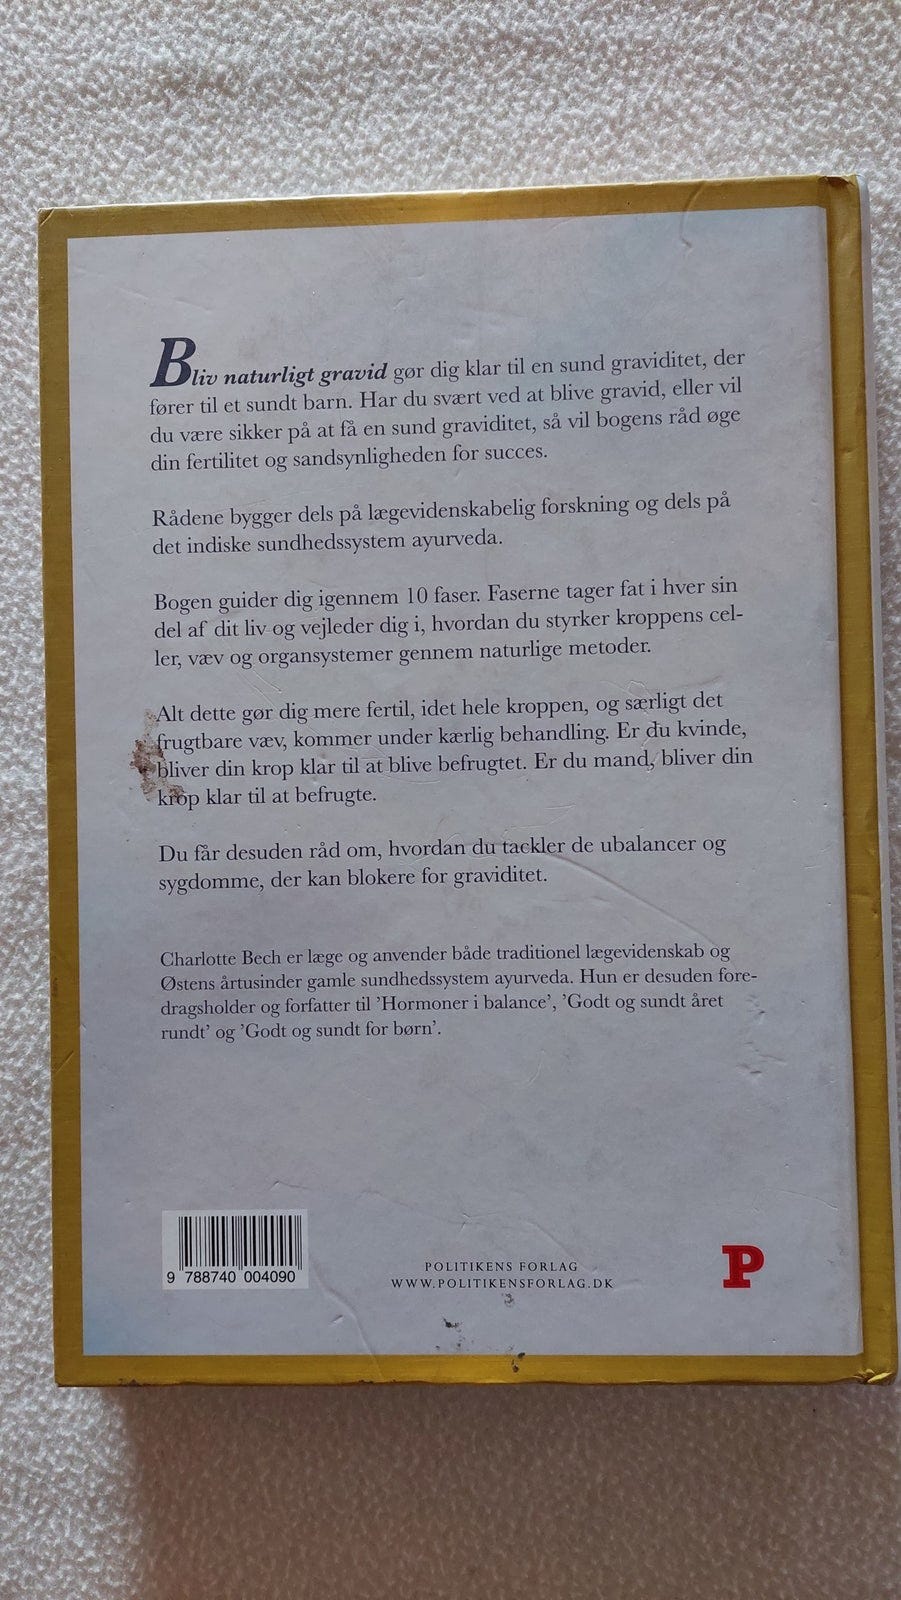 Bliv naturligt gravid gør dig klar til en sund graviditet, der
fører til et sundt barn. Har du svært ved at blive gravid, eller vil
du være sikker på at få en sund graviditet, så vil bogens råd øge
din fertilitet og sandsynligheden for succes.
Rådene bygger dels på lægevidenskabelig forskning og dels på
det indiske sundhedssystem ayurveda.
Bogen guider dig igennem 10 faser. Faserne tager fat i hver sin
del af dit liv og vejleder dig i, hvordan du styrker kroppens cel-
ler, væv og organsystemer gennem naturlige metoder.
Alt dette gør dig mere fertil, idet hele kroppen, og særligt det
frugtbare væv, kommer under kærlig behandling. Er du kvinde,
bliver din krop klar til at blive befrugtet. Er du mand, bliver din
krop klar til at befrugte.
Du får desuden råd om, hvordan du tackler de ubalancer og
sygdomme, der kan blokere for graviditet.
Charlotte Bech er læge og anvender både traditionel lægevidenskab og
Østens årtusinder gamle sundhedssystem ayurveda. Hun er desuden fore-
dragsholder og forfatter til ’Hormoner i balance’, ’Godt og sundt året
rundt’ og ’Godt og sundt for børn’.
9 788740 004090
POLITIKENS FORLAG
WWW.POLITIKENSFORLAG.DK
P